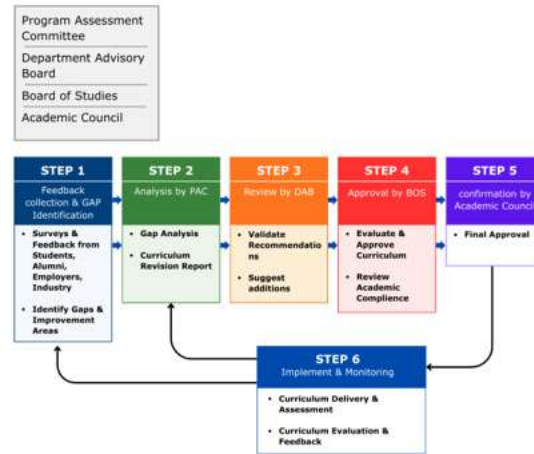 Program Assessment
Committee
Department Advisory
Board
Board of Studies
Academic Council
STEP 1
Feedback
collection & GAP
Identification
• Surveys &
Feedback from
Students,
Alumni,
Employers,
Industry
• Identify Gaps &
Improvement
Areas
STEP 2
Analysis by PAC
• Gap Analysis
• Curriculum
Revision Report
STEP 3
Review by DAB
• Validate
Recommendatio
ns
• Suggest
additions
STEP 4
Approval by BOS
• Evaluate &
Approve
Curriculum
• Review
Academic
Complience
STEP 5
confirmation by
Academic Council
• Final Approval
STEP 6
Implement & Monitoring
• Curriculum Delivery &
Assessment
• Curriculum Evaluation &
Feedback